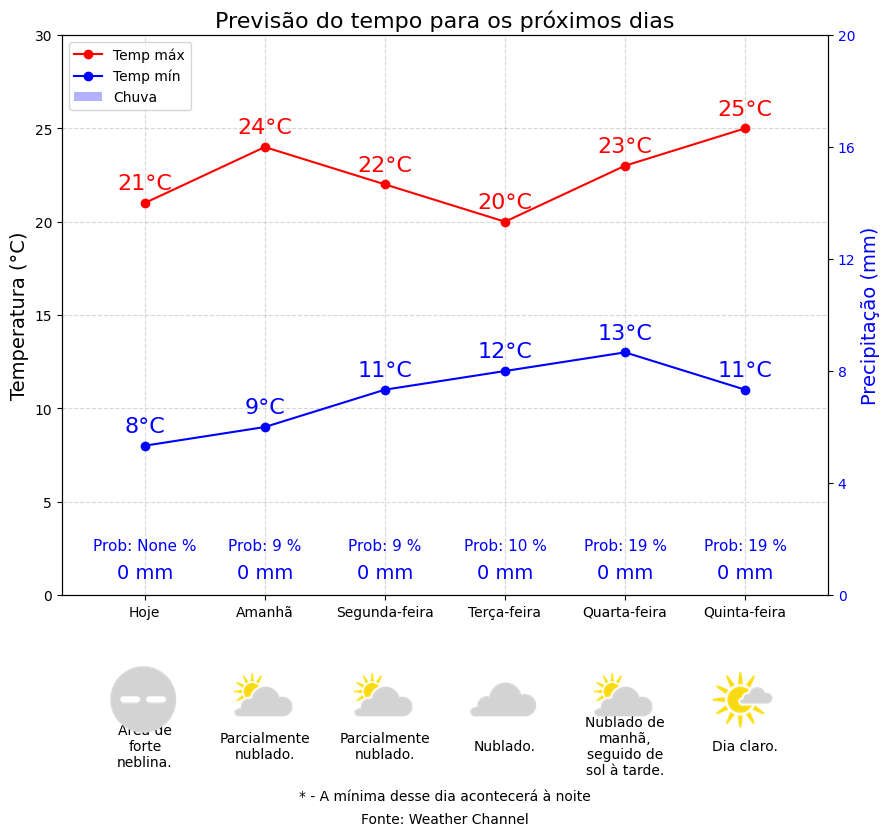 Previsão do tempo para os próximos dias
Temp máx
Temp mín
Chuva
Temperatura (°C)
Precipitação (mm)
30
25
20
15
10
5
0
20
16
12
8
4
0
21°C
24°C
22°C
20°C
23°C
25°C
8°C
9°C
11°C
12°C
13°C
11°C
Prob: None %
Prob: 9 %
Prob: 9 %
Prob: 10 %
Prob: 19 %
Prob: 19 %
0 mm
0 mm
0 mm
0 mm
0 mm
0 mm
Hoje
Amanhã
Segunda-feira
Terça-feira
Quarta-feira
Quinta-feira
Área de
forte
neblina.
Parcialmente
nublado.
Parcialmente
nublado.
Nublado.
Nublado de
manhã,
seguido de
sol à tarde.
Dia claro.
* - A mínima desse dia acontecerá à noite
Fonte: Weather Channel